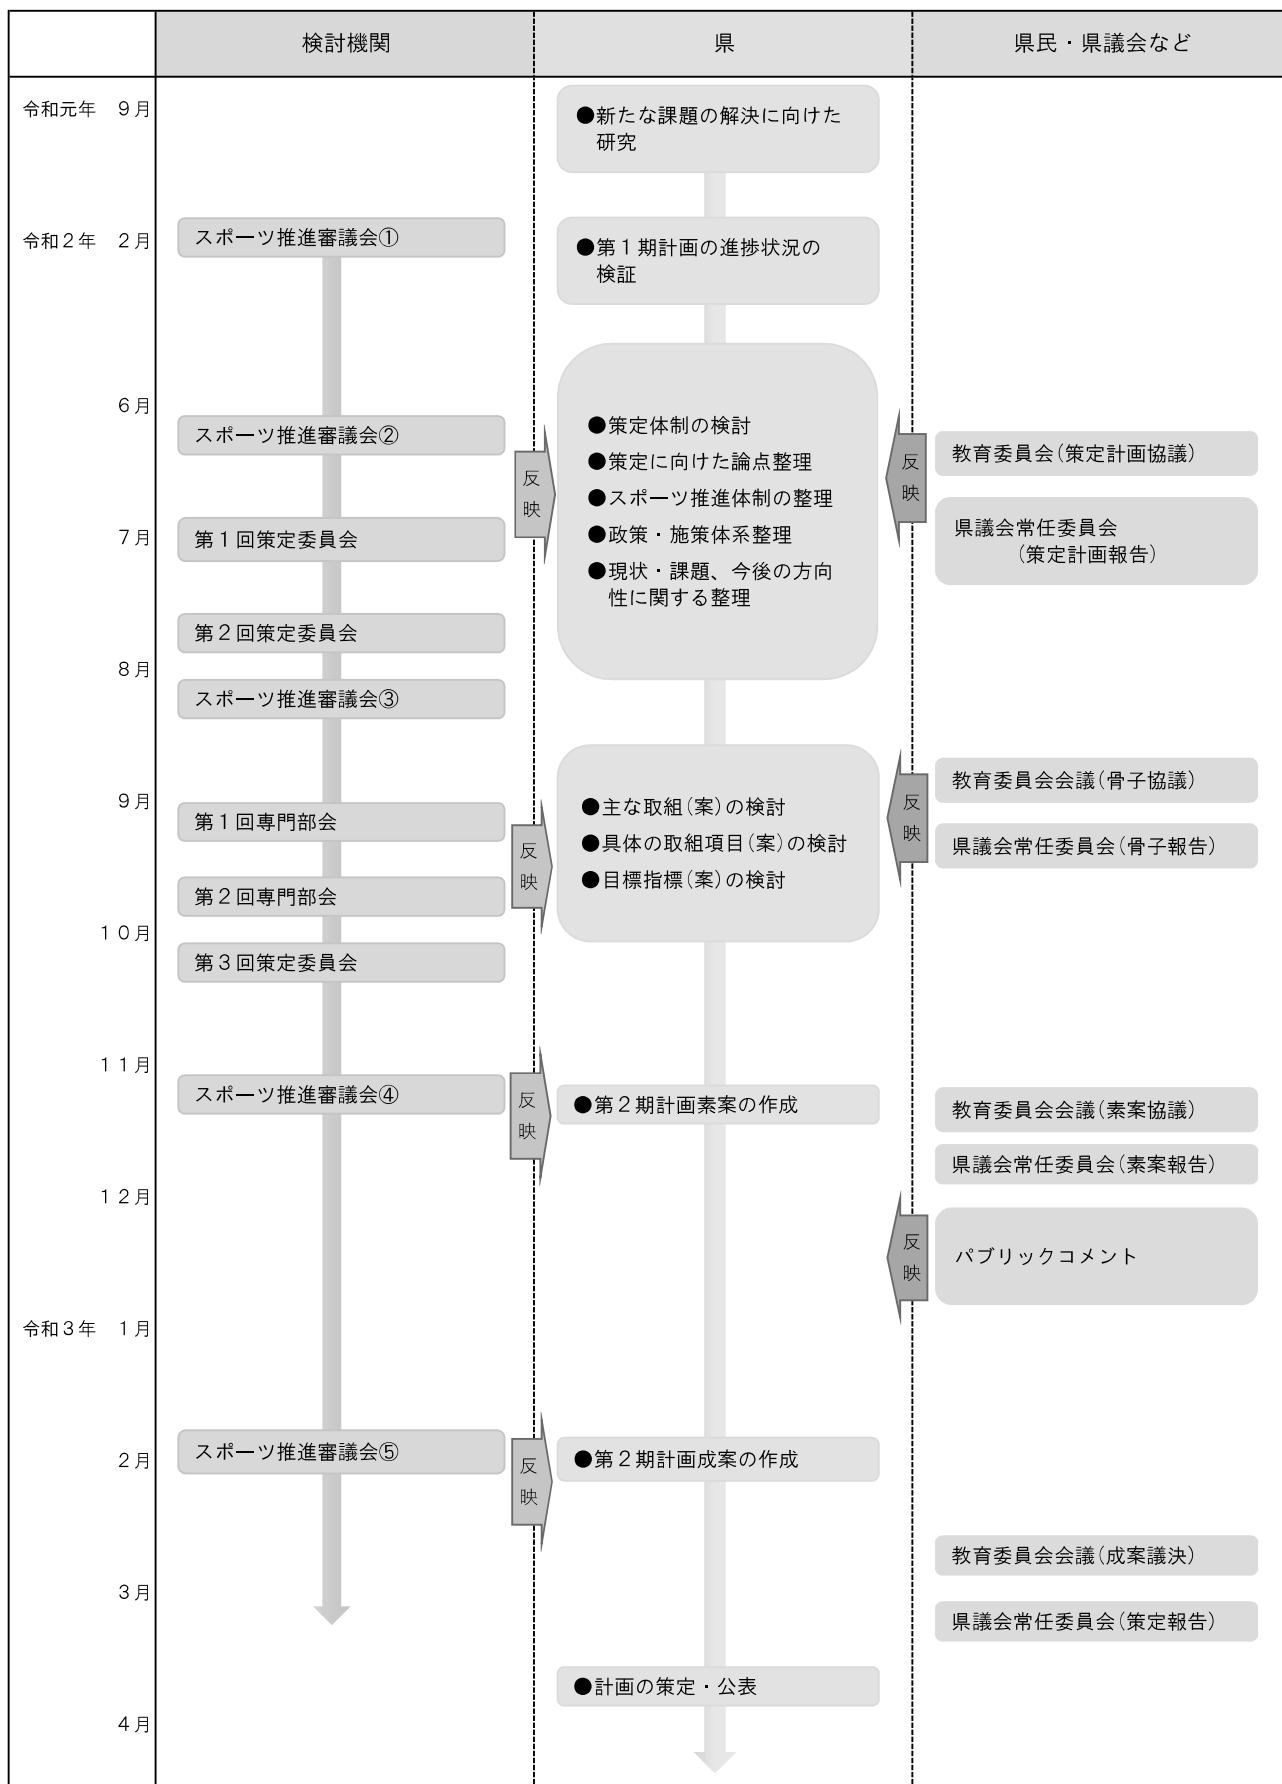 検討機関
県
県民・県議会など
令和元年　９月
●新たな課題の解決に向けた
研究
令和２年　２月
スポーツ推進審議会①
●第１期計画の進捗状況の
検証
６月
スポーツ推進審議会②
反
映
●策定体制の検討
●策定に向けた論点整理
●スポーツ推進体制の整理
●政策・施策体系整理
●現状・課題、今後の方向
性に関する整理
反
映
教育委員会（策定計画協議）
県議会常任委員会
（策定計画報告）
７月
第１回策定委員会
第２回策定委員会
８月
スポーツ推進審議会③
９月
第１回専門部会
反
映
第２回専門部会
●主な取組（案）の検討
●具体の取組項目（案）の検討
●目標指標（案）の検討
反
映
教育委員会会議（骨子協議）
県議会常任委員会（骨子報告）
１０月
第３回策定委員会
１１月
スポーツ推進審議会④
反
映
●第２期計画素案の作成
教育委員会会議（素案協議）
県議会常任委員会（素案報告）
１２月
反
映
パブリックコメント
令和３年　１月
２月
スポーツ推進審議会⑤
反
映
●第２期計画成案の作成
教育委員会会議（成案議決）
３月
県議会常任委員会（策定報告）
●計画の策定・公表
４月